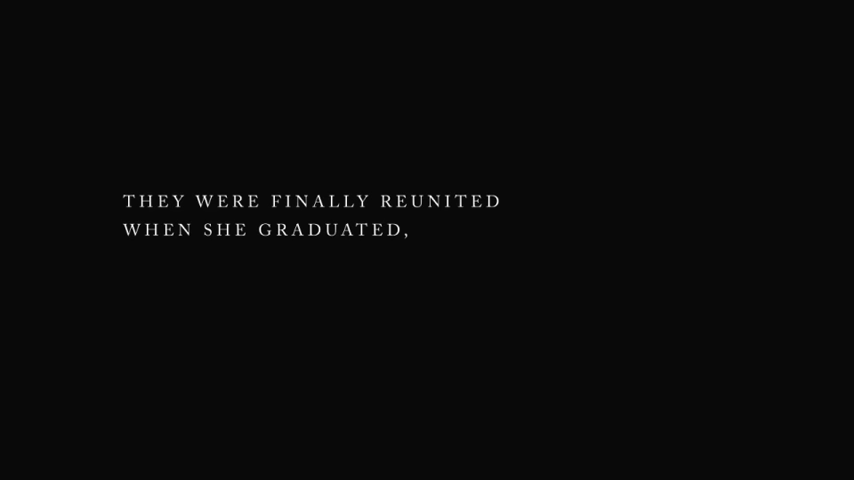 THEY WERE FINALLY REUNITED
WHEN SHE GRADUATED,